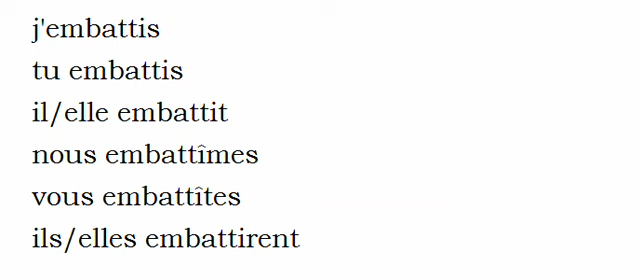 j'embattis
tu embattis
il/elle embattit
nous embattîmes
vous embattîtes
ils/elles embattirent